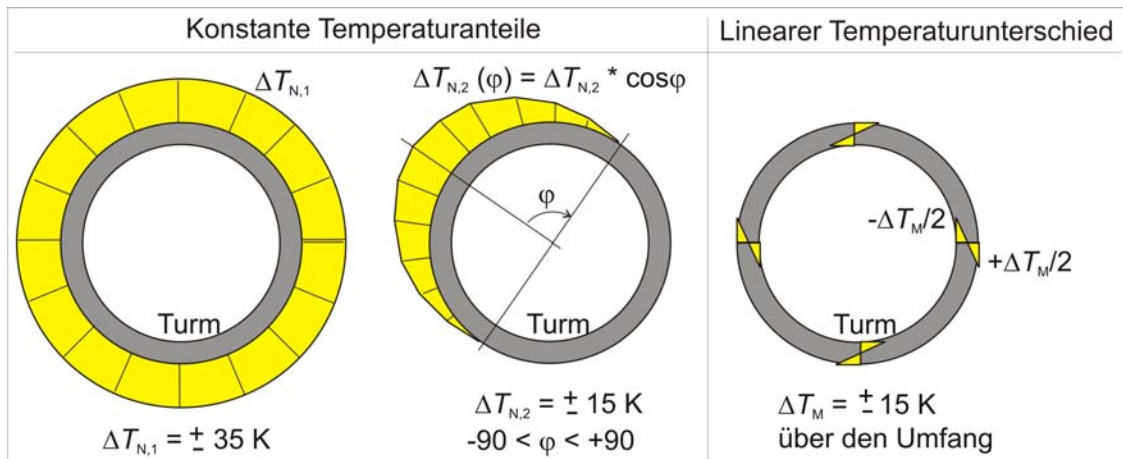 Konstante Temperaturanteile
Linearer Temperaturunterschied
ΔT_N,1
ΔT_N,2 (φ) = ΔT_N,2 * cosφ
φ
-ΔT_M/2
+ΔT_M/2
Turm
Turm
Turm
ΔT_N,1 = ± 35 K
ΔT_N,2 = ± 15 K
-90 < φ < +90
ΔT_M = ± 15 K
über den Umfang